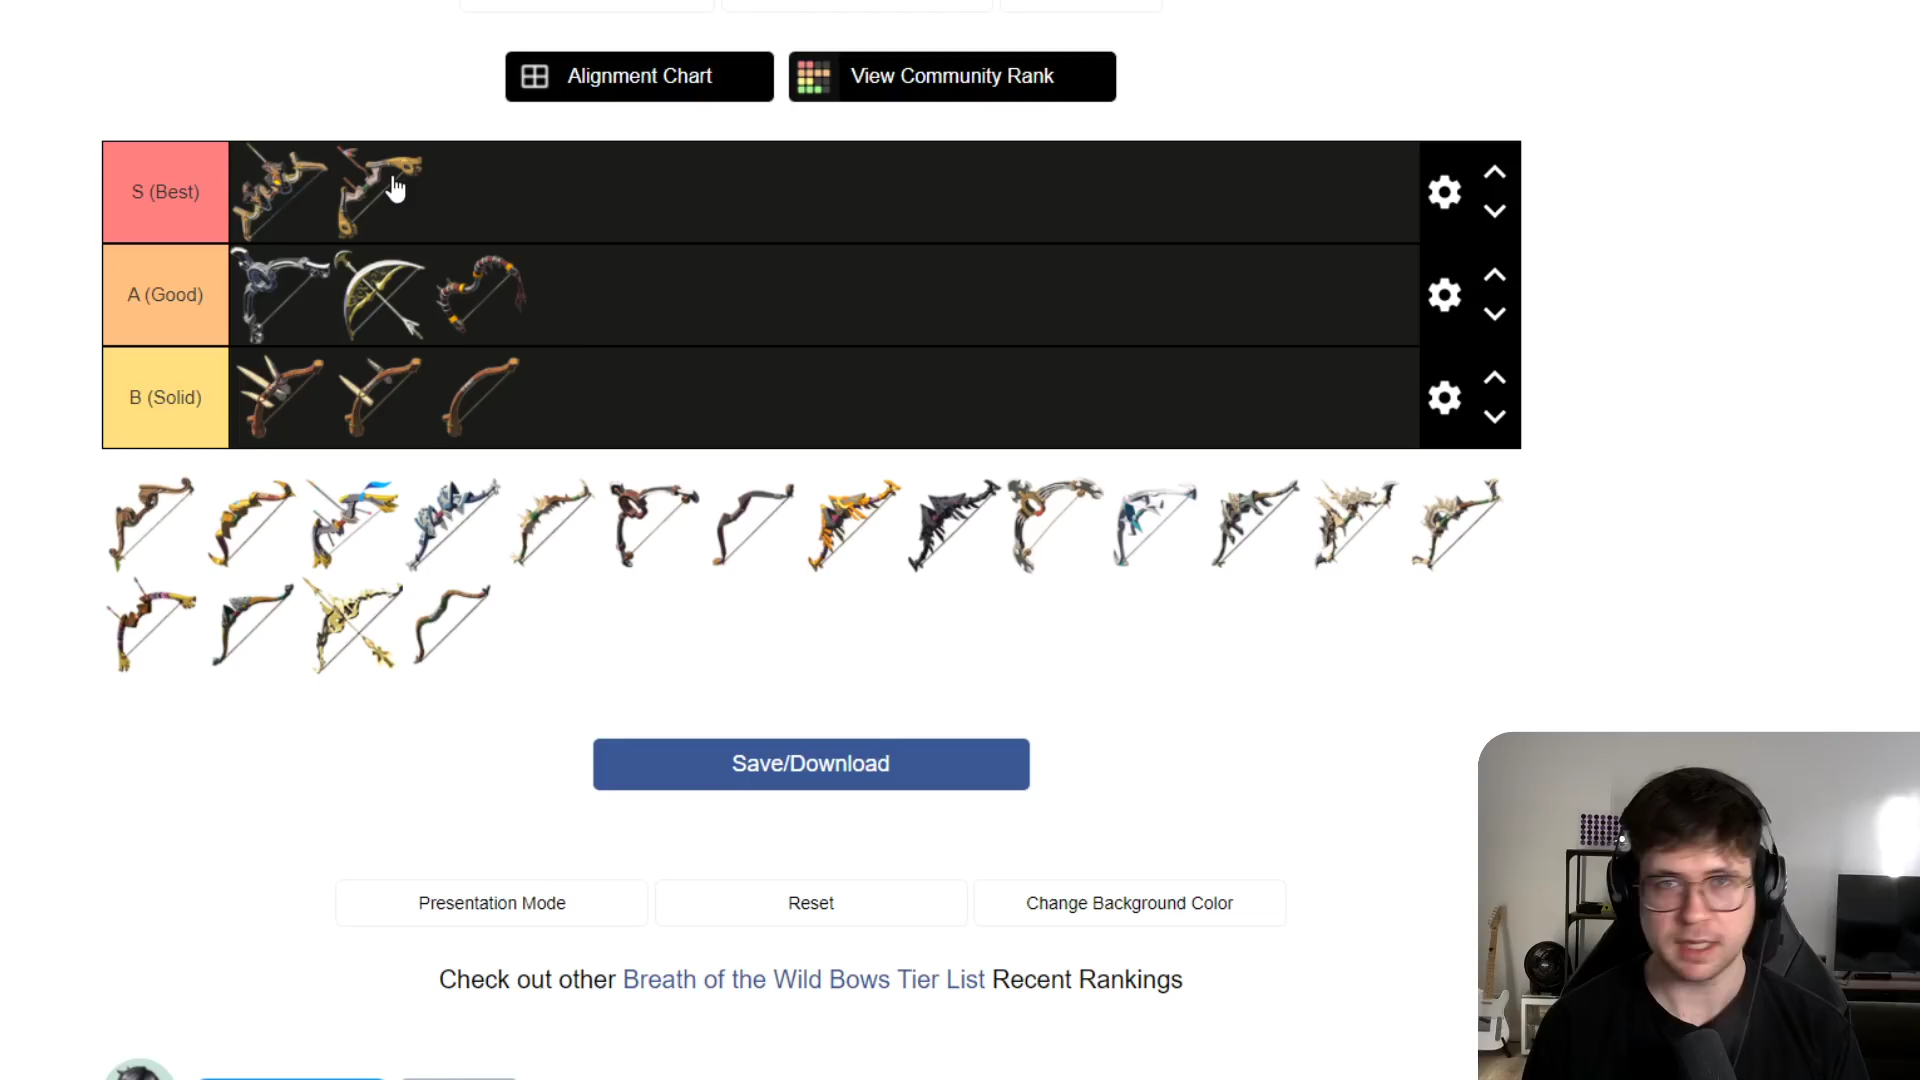 Alignment Chart
View Community Rank
S (Best)
A (Good)
B (Solid)
Save/Download
Presentation Mode
Reset
Change Background Color
Check out other Breath of the Wild Bows Tier List Recent Rankings